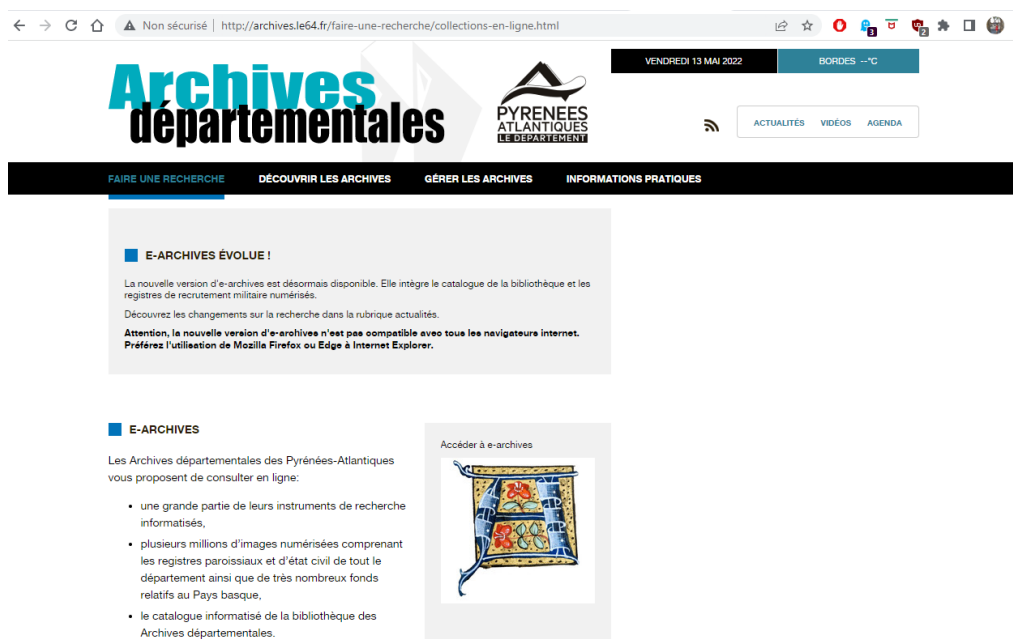 Non sécurisé | http://archives.le64.fr/faire-une-recherche/collections-en-ligne.html
3
2
VENDREDI 13 MAI 2022
BORDES --°C
Archives
départementales
PYRENEES
ATLANTIQUES
LE DEPARTEMENT
ACTUALITÉS VIDÉOS AGENDA
FAIRE UNE RECHERCHE DÉCOUVRIR LES ARCHIVES GÉRER LES ARCHIVES INFORMATIONS PRATIQUES
E-ARCHIVES ÉVOLUE !
La nouvelle version d'e-archives est désormais disponible. Elle intègre le catalogue de la bibliothèque et les
registres de recrutement militaire numérisés.
Découvrez les changements sur la recherche dans la rubrique actualités.
Attention, la nouvelle version d'e-archives n'est pas compatible avec tous les navigateurs internet.
Préférez l'utilisation de Mozilla Firefox ou Edge à Internet Explorer.
E-ARCHIVES
Les Archives départementales des Pyrénées-Atlantiques
vous proposent de consulter en ligne:
• une grande partie de leurs instruments de recherche
informatisés,
• plusieurs millions d'images numérisées comprenant
les registres paroissiaux et d'état civil de tout le
département ainsi que de très nombreux fonds
relatifs au Pays basque,
• le catalogue informatisé de la bibliothèque des
Archives départementales.
Accéder à e-archives
A